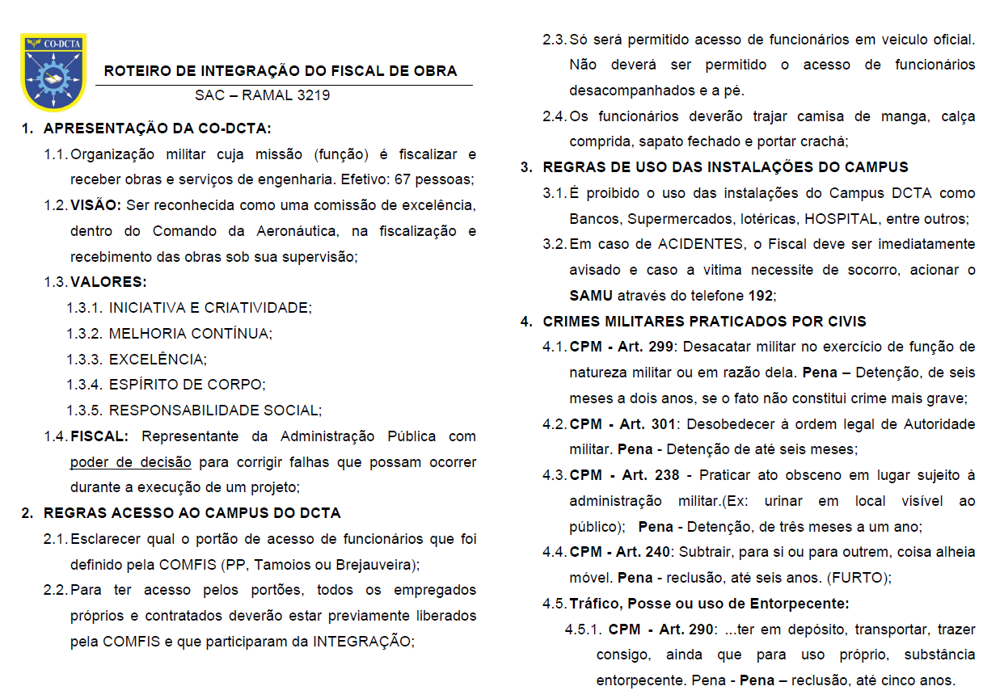 CO-DCTA
ROTEIRO DE INTEGRAÇÃO DO FISCAL DE OBRA
SAC – RAMAL 3219
1. APRESENTAÇÃO DA CO-DCTA:
1.1. Organização militar cuja missão (função) é fiscalizar e
receber obras e serviços de engenharia. Efetivo: 67 pessoas;
1.2. VISÃO: Ser reconhecida como uma comissão de excelência,
dentro do Comando da Aeronáutica, na fiscalização e
recebimento das obras sob sua supervisão;
1.3. VALORES:
1.3.1. INICIATIVA E CRIATIVIDADE;
1.3.2. MELHORIA CONTÍNUA;
1.3.3. EXCELÊNCIA;
1.3.4. ESPÍRITO DE CORPO;
1.3.5. RESPONSABILIDADE SOCIAL;
1.4. FISCAL: Representante da Administração Pública com
poder de decisão para corrigir falhas que possam ocorrer
durante a execução de um projeto;
2. REGRAS ACESSO AO CAMPUS DO DCTA
2.1. Esclarecer qual o portão de acesso de funcionários que foi
definido pela COMFIS (PP, Tamoios ou Brejauveira);
2.2. Para ter acesso pelos portões, todos os empregados
próprios e contratados deverão estar previamente liberados
pela COMFIS e que participaram da INTEGRAÇÃO;
2.3. Só será permitido acesso de funcionários em veiculo oficial.
Não deverá ser permitido o acesso de funcionários
desacompanhados e a pé.
2.4. Os funcionários deverão trajar camisa de manga, calça
comprida, sapato fechado e portar crachá;
3. REGRAS DE USO DAS INSTALAÇÕES DO CAMPUS
3.1. É proibido o uso das instalações do Campus DCTA como
Bancos, Supermercados, lotéricas, HOSPITAL, entre outros;
3.2. Em caso de ACIDENTES, o Fiscal deve ser imediatamente
avisado e caso a vitima necessite de socorro, acionar o
SAMU através do telefone 192;
4. CRIMES MILITARES PRATICADOS POR CIVIS
4.1. CPM - Art. 299: Desacatar militar no exercício de função de
natureza militar ou em razão dela. Pena – Detenção, de seis
meses a dois anos, se o fato não constitui crime mais grave;
4.2. CPM - Art. 301: Desobedecer à ordem legal de Autoridade
militar. Pena - Detenção de até seis meses;
4.3. CPM - Art. 238 - Praticar ato obsceno em lugar sujeito à
administração militar.(Ex: urinar em local visível ao
público); Pena - Detenção, de três meses a um ano;
4.4. CPM - Art. 240: Subtrair, para si ou para outrem, coisa alheia
móvel. Pena - reclusão, até seis anos. (FURTO);
4.5. Tráfico, Posse ou uso de Entorpecente:
4.5.1. CPM - Art. 290: ...ter em depósito, transportar, trazer
consigo, ainda que para uso próprio, substância
entorpecente. Pena - Pena – reclusão, até cinco anos.